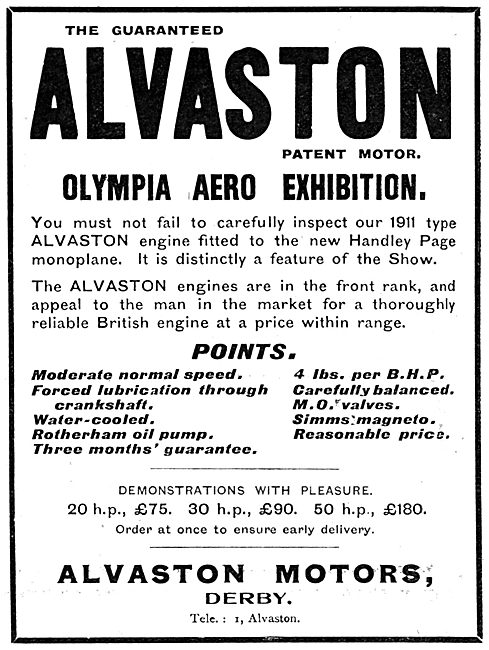 THE GUARANTEED
ALVASTON
PATENT MOTOR.
OLYMPIA AERO EXHIBITION.
You must not fail to carefully inspect our 1911 type
ALVASTON engine fitted to the new Handley Page
monoplane. It is distinctly a feature of the Show.
The ALVASTON engines are in the front rank, and
appeal to the man in the market for a thoroughly
reliable British engine at a price within range.
POINTS.
Moderate normal speed.
Forced lubrication through
crankshaft.
Water-cooled.
Rotherham oil pump.
Three months' guarantee.
4 lbs. per B.H.P.
Carefully balanced.
M.O. valves.
Simms magneto.
Reasonable price.
DEMONSTRATIONS WITH PLEASURE.
20 h.p., £75. 30 h.p., £90. 50 h.p., £180.
Order at once to ensure early delivery.
ALVASTON MOTORS,
DERBY.
Tele.: 1, Alvaston.